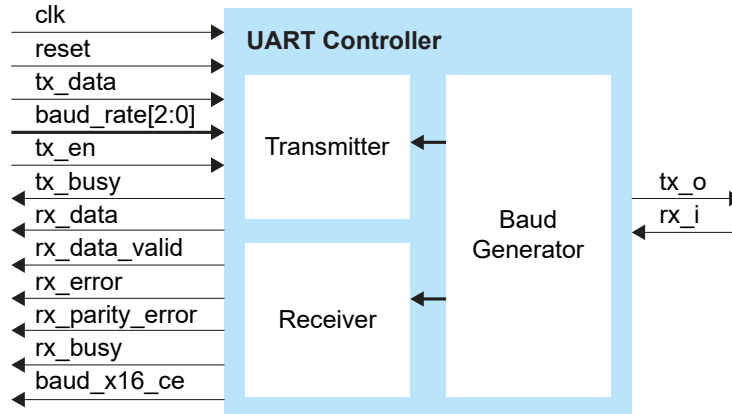 clk
reset
tx_data
baud_rate[2:0]
tx_en
tx_busy
rx_data
rx_data_valid
rx_error
rx_parity_error
rx_busy
baud_x16_ce
UART Controller
Transmitter
Receiver
Baud
Generator
tx_o
rx_i